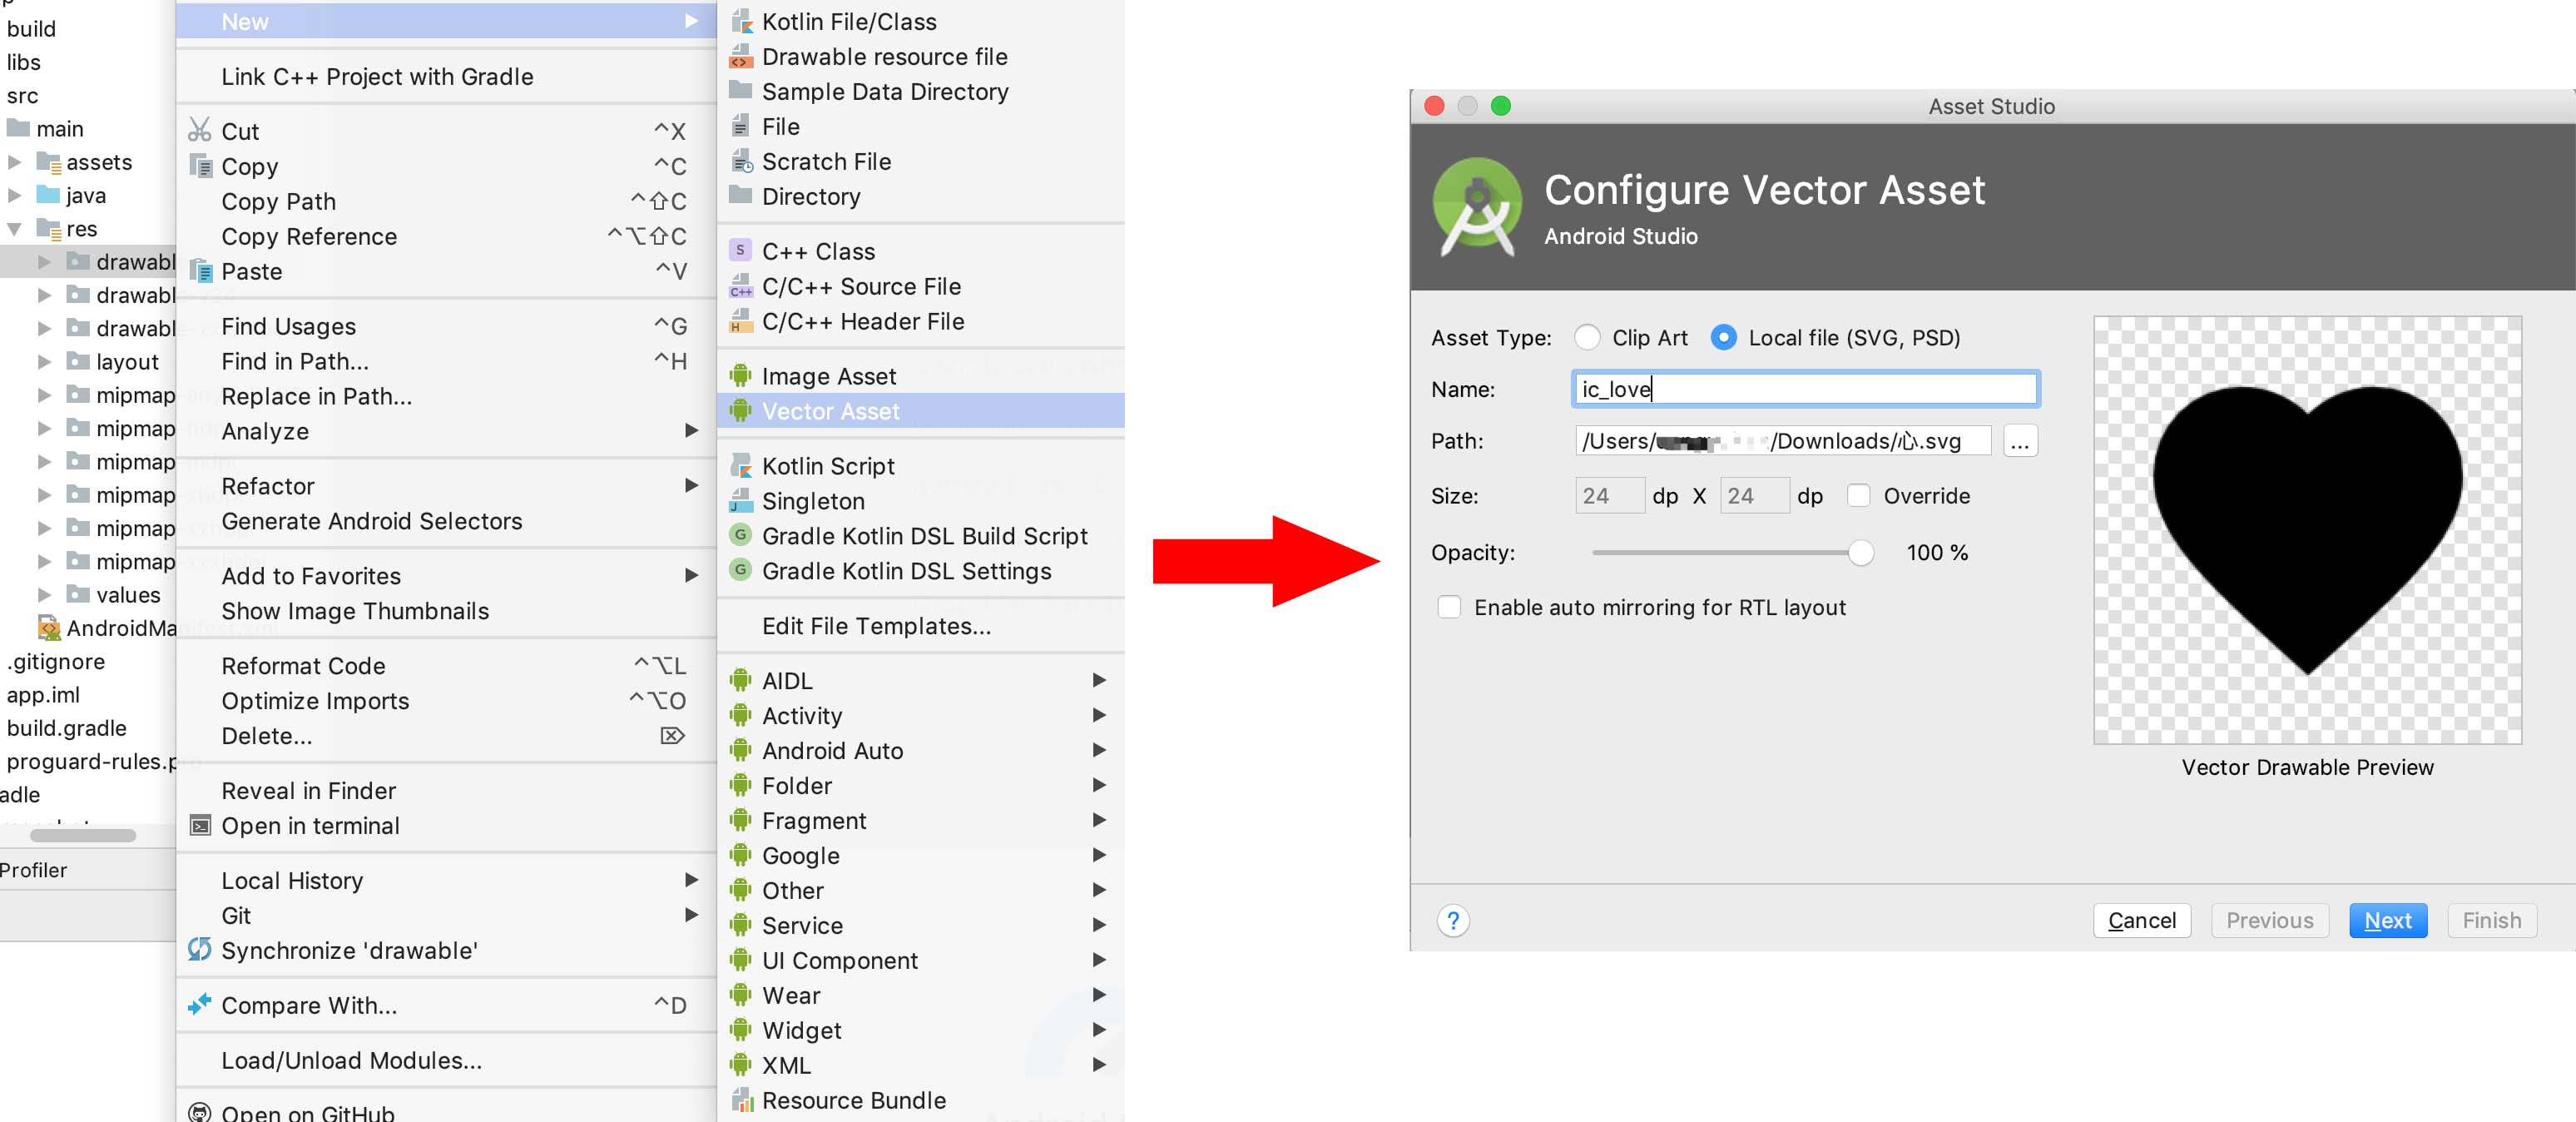 build
libs
src
main
assets
java
res
drawabl
drawabl
drawabl
layout
mipmap
mipmap
mipmap
mipmap
mipmap
mipmap
values
AndroidMa
.gitignore
app.iml
build.gradle
proguard-rules.p
adle
Profiler
New
Link C++ Project with Gradle
Cut ^X
Copy ^C
Copy Path ^⇧C
Copy Reference ^⌥⇧C
Paste ^V
Find Usages ^G
Find in Path... ^H
Replace in Path...
Analyze
Refactor
Generate Android Selectors
Add to Favorites
Show Image Thumbnails
Reformat Code ^⌥L
Optimize Imports ^⌥O
Delete... ⌦
Reveal in Finder
Open in terminal
Local History
Git
Synchronize 'drawable'
Compare With... ^D
Load/Unload Modules...
Open on GitHub
Kotlin File/Class
Drawable resource file
Sample Data Directory
File
Scratch File
Directory
S C++ Class
C++ C/C++ Source File
H C/C++ Header File
Image Asset
Vector Asset
Kotlin Script
J Singleton
G Gradle Kotlin DSL Build Script
G Gradle Kotlin DSL Settings
Edit File Templates...
AIDL
Activity
Android Auto
Folder
Fragment
Google
Other
Service
UI Component
Wear
Widget
XML
Resource Bundle
Asset Studio
Configure Vector Asset
Android Studio
Asset Type: Clip Art Local file (SVG, PSD)
Name: ic_love
Path: /Users/ /Downloads/心.svg ...
Size: 24 dp X 24 dp Override
Opacity: 100 %
Enable auto mirroring for RTL layout
Vector Drawable Preview
? Cancel Previous Next Finish